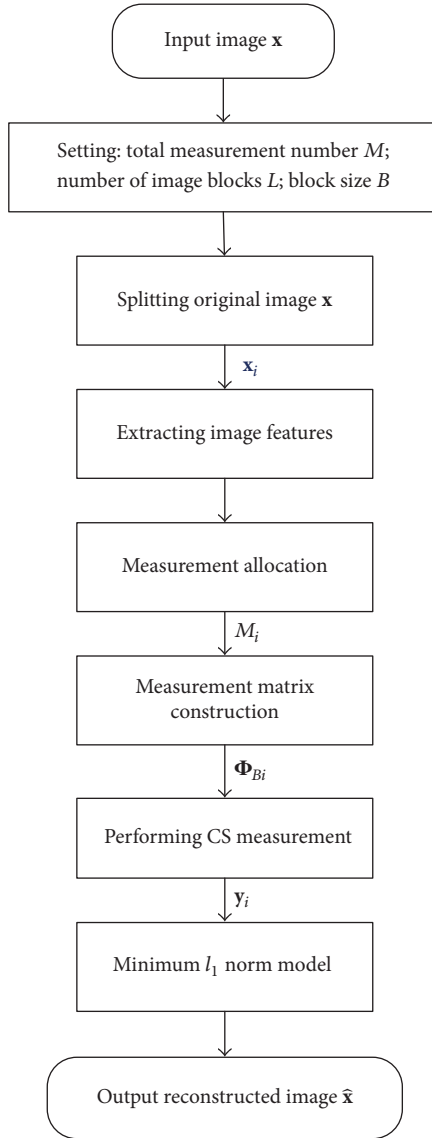 Input image x
Setting: total measurement number M;
number of image blocks L; block size B
Splitting original image x
xᵢ
Extracting image features
Measurement allocation
Mᵢ
Measurement matrix
construction
Φ_Bi
Performing CS measurement
yᵢ
Minimum l₁ norm model
Output reconstructed image x̂